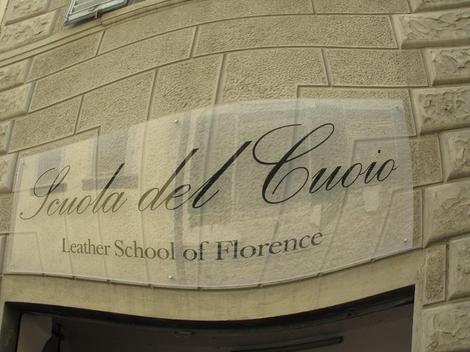 Scuola del Cuoio
Leather School of Florence